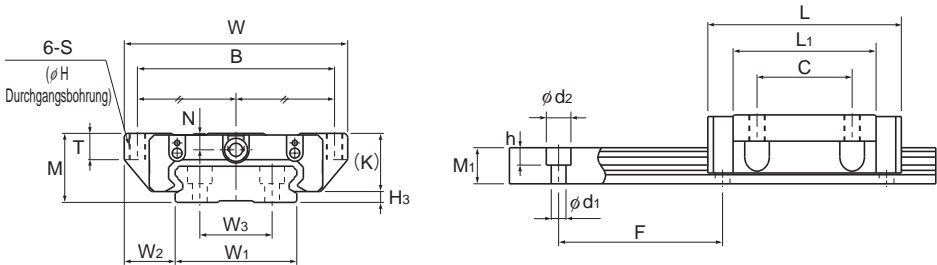 W
6-S
B
(φH
Durchgangsbohrung)
N
T
M
(K)
H3
W3
W2
W1
L
L1
C
φd2
h
M1
φd1
F